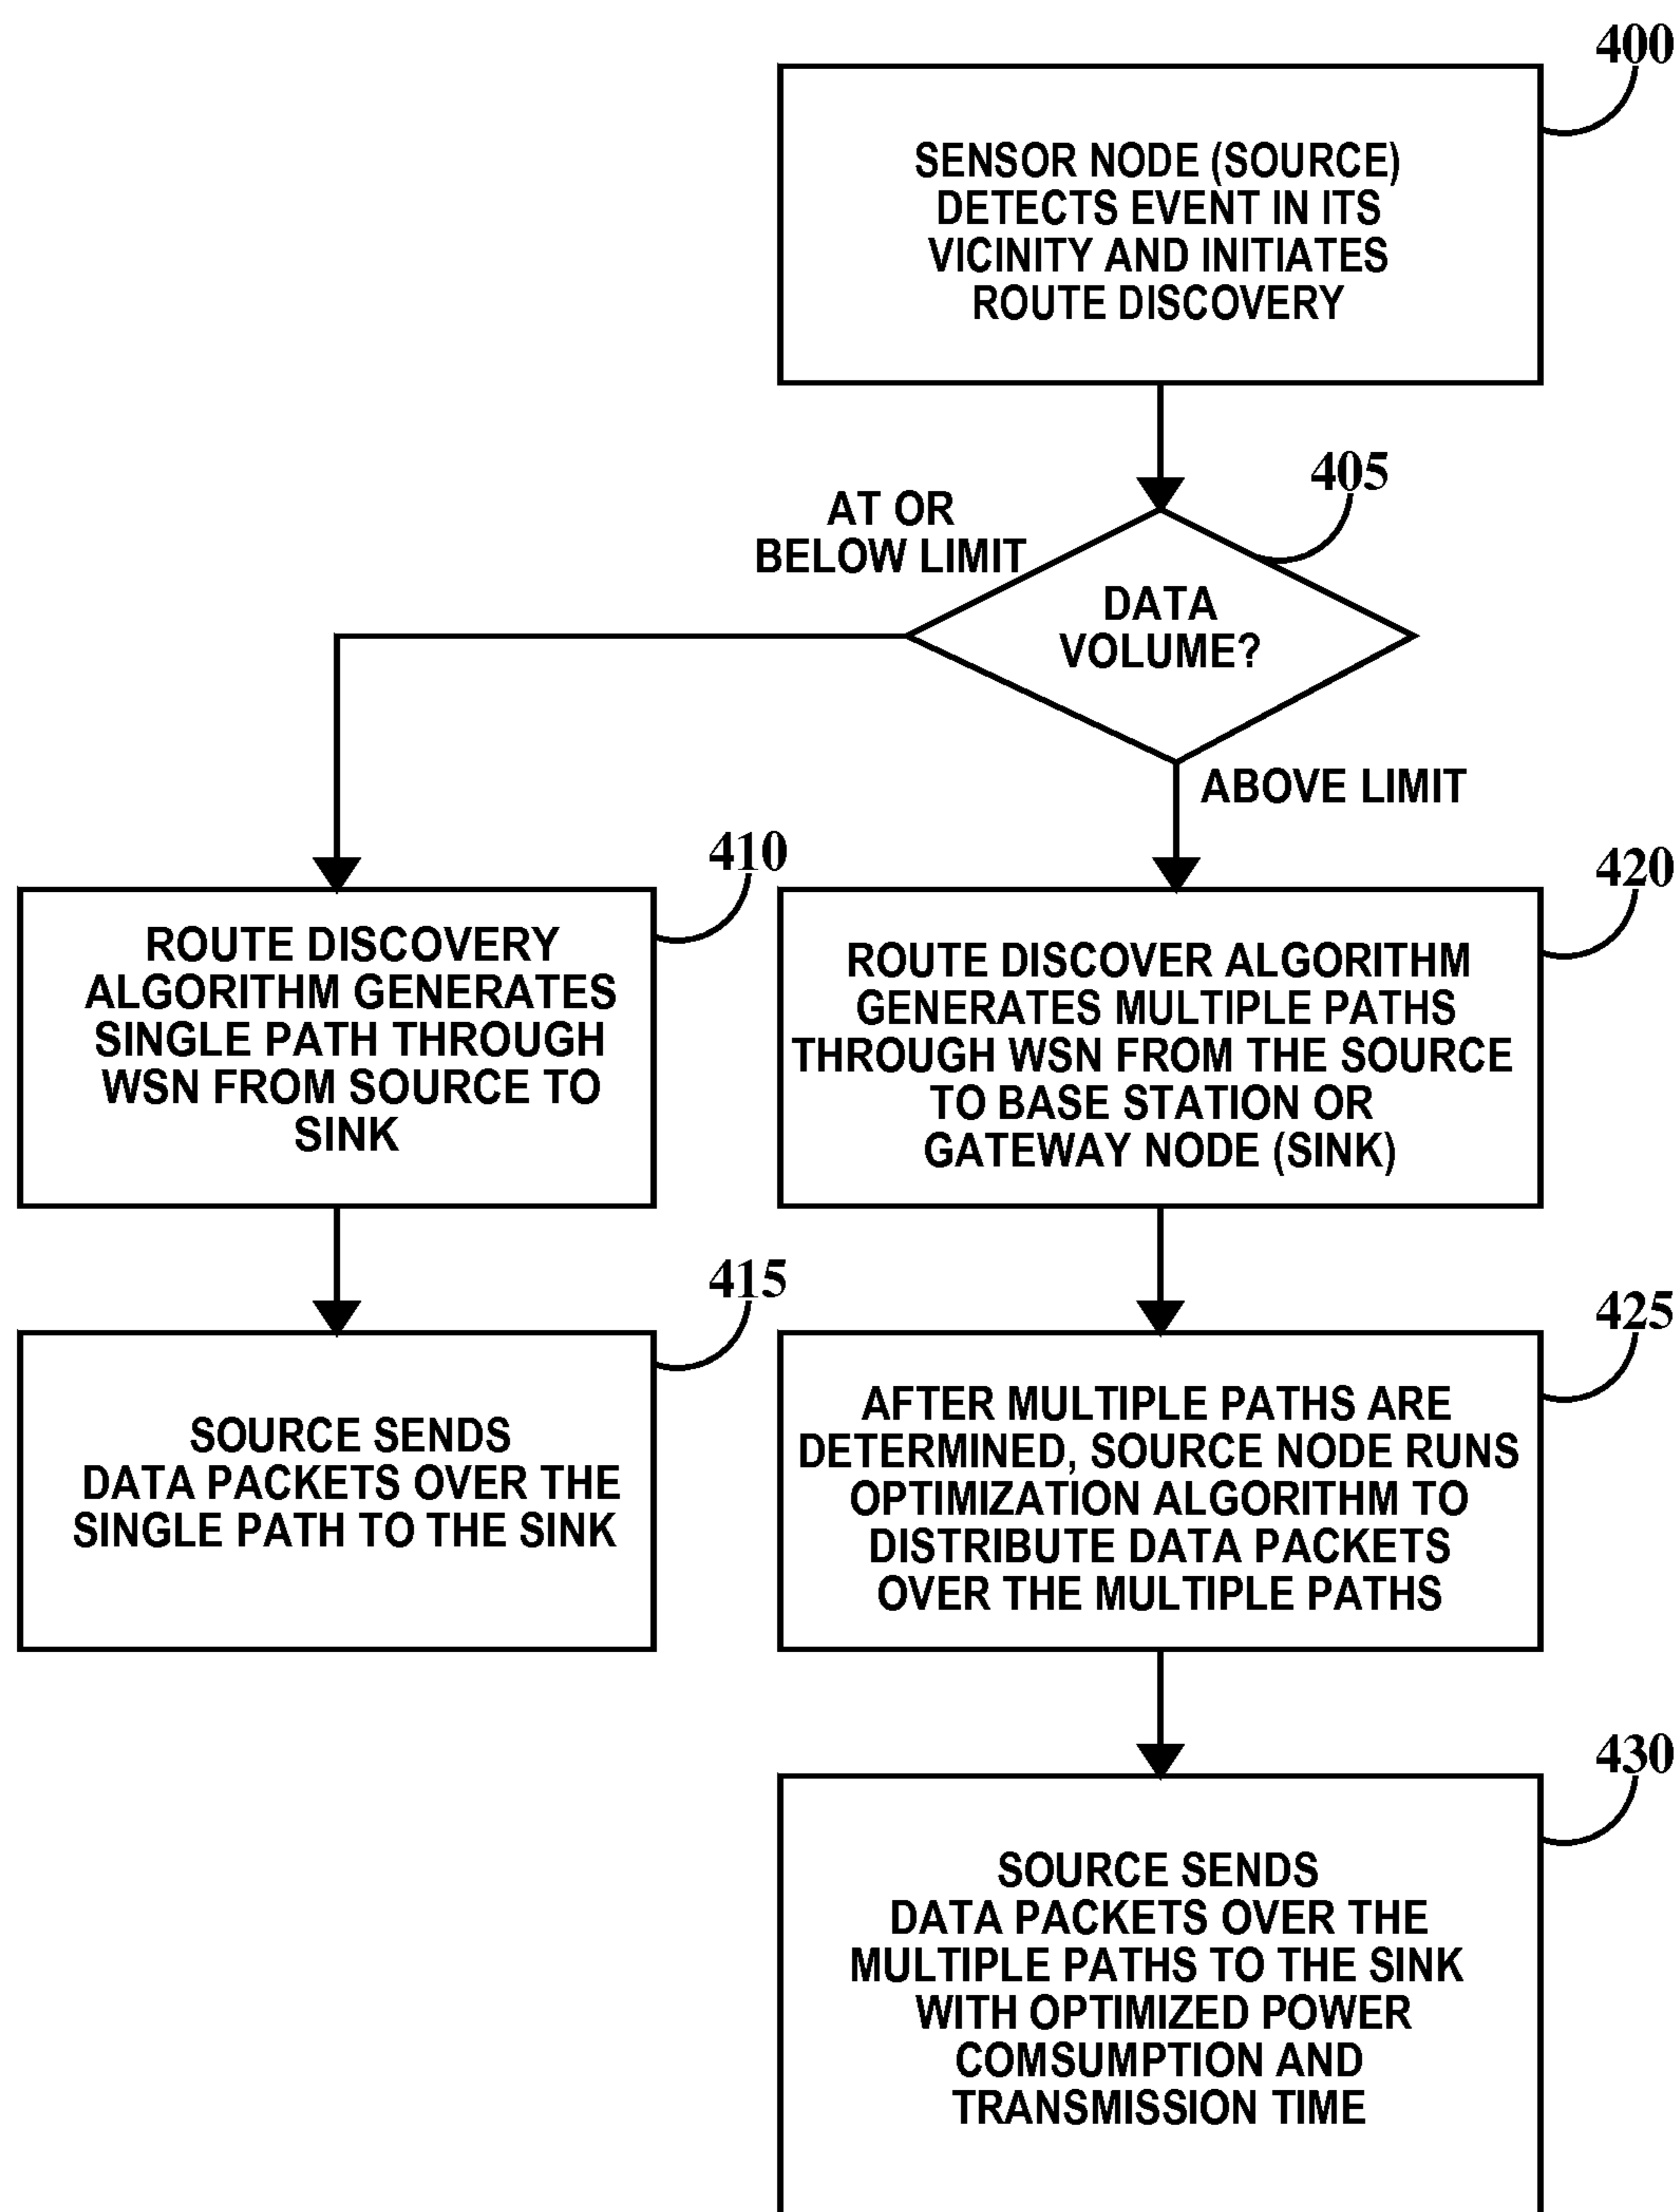 400
SENSOR NODE (SOURCE)
DETECTS EVENT IN ITS
VICINITY AND INITIATES
ROUTE DISCOVERY
405
AT OR
BELOW LIMIT
DATA
VOLUME?
ABOVE LIMIT
410
ROUTE DISCOVERY
ALGORITHM GENERATES
SINGLE PATH THROUGH
WSN FROM SOURCE TO
SINK
420
ROUTE DISCOVER ALGORITHM
GENERATES MULTIPLE PATHS
THROUGH WSN FROM THE SOURCE
TO BASE STATION OR
GATEWAY NODE (SINK)
415
SOURCE SENDS
DATA PACKETS OVER THE
SINGLE PATH TO THE SINK
425
AFTER MULTIPLE PATHS ARE
DETERMINED, SOURCE NODE RUNS
OPTIMIZATION ALGORITHM TO
DISTRIBUTE DATA PACKETS
OVER THE MULTIPLE PATHS
430
SOURCE SENDS
DATA PACKETS OVER THE
MULTIPLE PATHS TO THE SINK
WITH OPTIMIZED POWER
COMSUMPTION AND
TRANSMISSION TIME